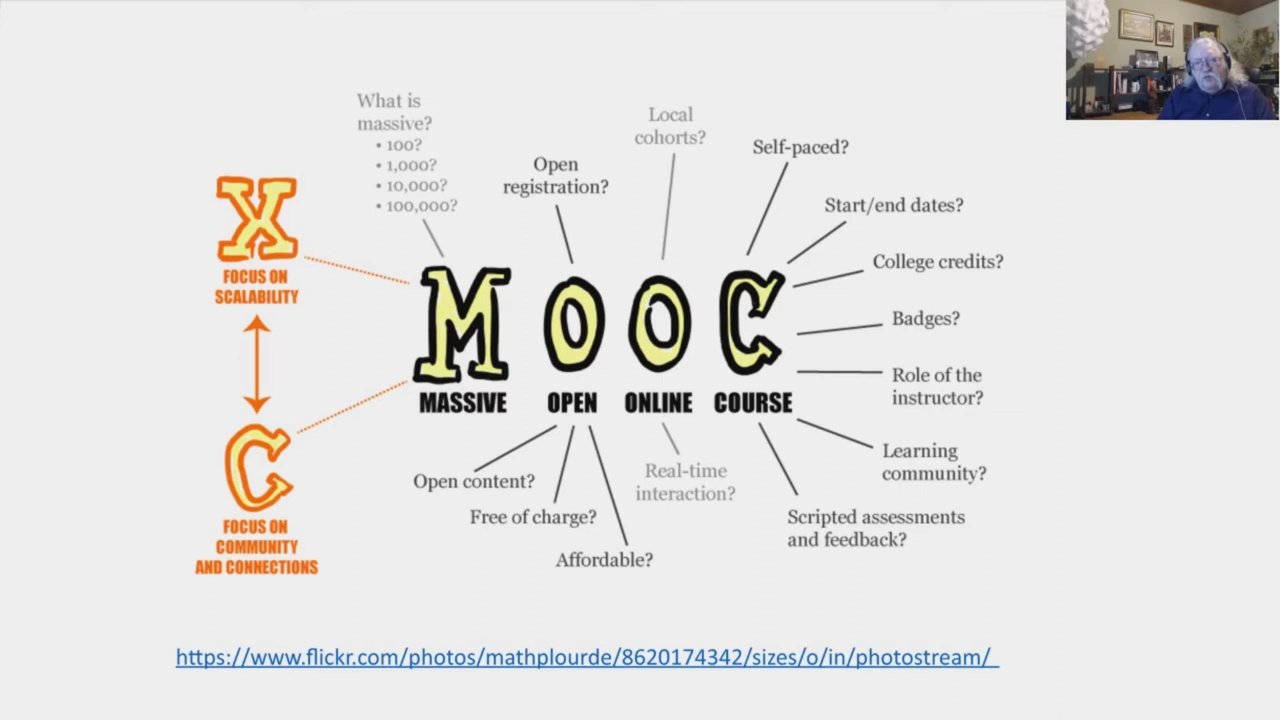 What is
massive?
• 100?
• 1,000?
• 10,000?
• 100,000?
Open
registration?
Local
cohorts?
Self-paced?
Start/end dates?
College credits?
Badges?
Role of the
instructor?
Learning
community?
Scripted assessments
and feedback?
X
FOCUS ON
SCALABILITY
C
FOCUS ON
COMMUNITY
AND CONNECTIONS
MOOC
MASSIVE OPEN ONLINE COURSE
Open content?
Free of charge?
Affordable?
Real-time
interaction?
https://www.flickr.com/photos/mathplourde/8620174342/sizes/o/in/photostream/